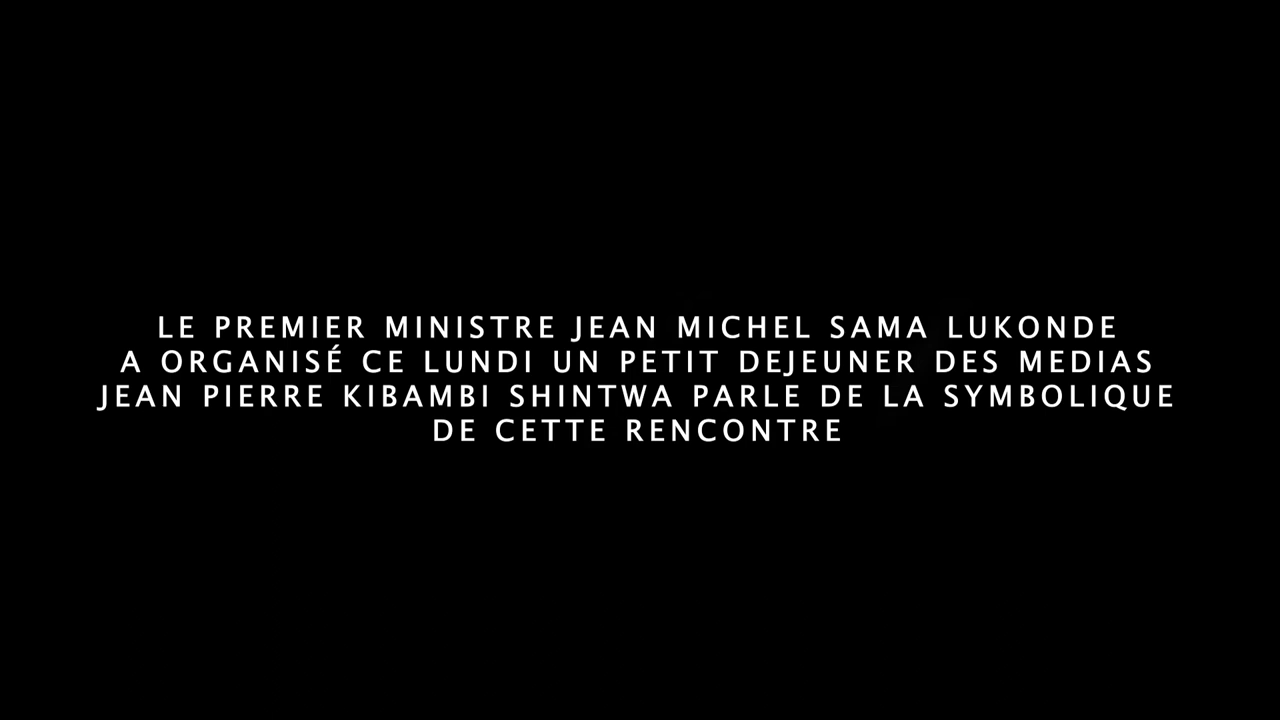 LE PREMIER MINISTRE JEAN MICHEL SAMA LUKONDE
A ORGANISÉ CE LUNDI UN PETIT DEJEUNER DES MEDIAS
JEAN PIERRE KIBAMBI SHINTWA PARLE DE LA SYMBOLIQUE
DE CETTE RENCONTRE